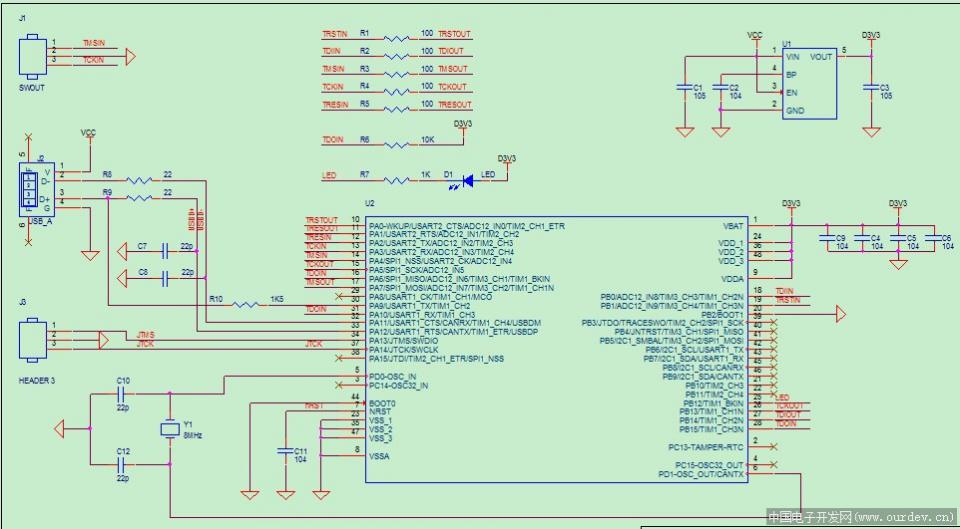 J1
1
2
3
TMSIN
TCKIN
SWOUT
TRSTIN R1 100 TRSTOUT
TDIIN R2 100 TDIOUT
TMSIN R3 100 TMSOUT
TCKIN R4 100 TCKOUT
TRESIN R5 100 TRESOUT
TDOIN R6 10K D3V3
LED R7 1K D1 LED D3V3
VCC U1 D3V3
1 VIN VOUT 5
4 BP
3 EN
2 GND
C1
105
C2
104
C3
105
VCC
J2
5
1 V
2 D-
3 D+
4 G
USB_A
6
R8 22
R9 22
USBD+
USBD-
C7 22p
C8 22p
R10 1K5
J3
1
2
3
JTMS
JTCK
HEADER 3
C10
22p
Y1
8MHz
C12
22p
U2
TRSTOUT 10 PA0-WKUP/USART2_CTS/ADC12_IN0/TIM2_CH1_ETR
TRESOUT 11 PA1/USART2_RTS/ADC12_IN1/TIM2_CH2
TRESIN 12 PA2/USART2_TX/ADC12_IN2/TIM2_CH3
TCKIN 13 PA3/USART2_RX/ADC12_IN3/TIM2_CH4
TMSIN 14 PA4/SPI1_NSS/USART2_CK/ADC12_IN4
TCKOUT 15 PA5/SPI1_SCK/ADC12_IN5
TDOIN 16 PA6/SPI1_MISO/ADC12_IN6/TIM3_CH1/TIM1_BKIN
TMSOUT 17 PA7/SPI1_MOSI/ADC12_IN7/TIM3_CH2/TIM1_CH1N
29 PA8/USART1_CK/TIM1_CH1/MCO
30 PA9/USART1_TX/TIM1_CH2
TDOIN 31 PA10/USART1_RX/TIM1_CH3
32 PA11/USART1_CTS/CANRX/TIM1_CH4/USBDM
33 PA12/USART1_RTS/CANTX/TIM1_ETR/USBDP
34 PA13/JTMS/SWDIO
JTCK 37 PA14/JTCK/SWCLK
38 PA15/JTDI/TIM2_CH1_ETR/SPI1_NSS
5 PD0-OSC_IN
3 PC14-OSC32_IN
44 BOOT0
NRST 7 NRST
23 VSS_1
35 VSS_2
47 VSS_3
8 VSSA
C11
104
VBAT 1
VDD_1 24
VDD_2 36
VDD_3 48
VDDA 9
PB0/ADC12_IN8/TIM3_CH3/TIM1_CH2N 18 TDIIN
PB1/ADC12_IN9/TIM3_CH4/TIM1_CH3N 19 TRSTIN
PB2/BOOT1 20
PB3/JTDO/TRACESWO/TIM2_CH2/SPI1_SCK 39
PB4/JNTRST/TIM3_CH1/SPI1_MISO 40
PB5/I2C1_SMBAI/TIM3_CH2/SPI1_MOSI 41
PB6/I2C1_SCL/USART1_TX 42
PB7/I2C1_SDA/USART1_RX 43
PB8/I2C1_SCL/CANRX 45
PB9/I2C1_SDA/CANTX 46
PB10/TIM2_CH3 21
PB11/TIM2_CH4 22
PB12/TIM1_BKIN 25 LED
PB13/TIM1_CH1N 26 TCKOUT
PB14/TIM1_CH2N 27 TDIOUT
PB15/TIM1_CH3N 28 TDOIN
PC13-TAMPER-RTC 2
PC15-OSC32_OUT 4
PD1-OSC_OUT/CANTX 6
D3V3
D3V3
C9
104
C4
104
C5
104
C6
104
中国电子开发网(www.ourdev.cn)